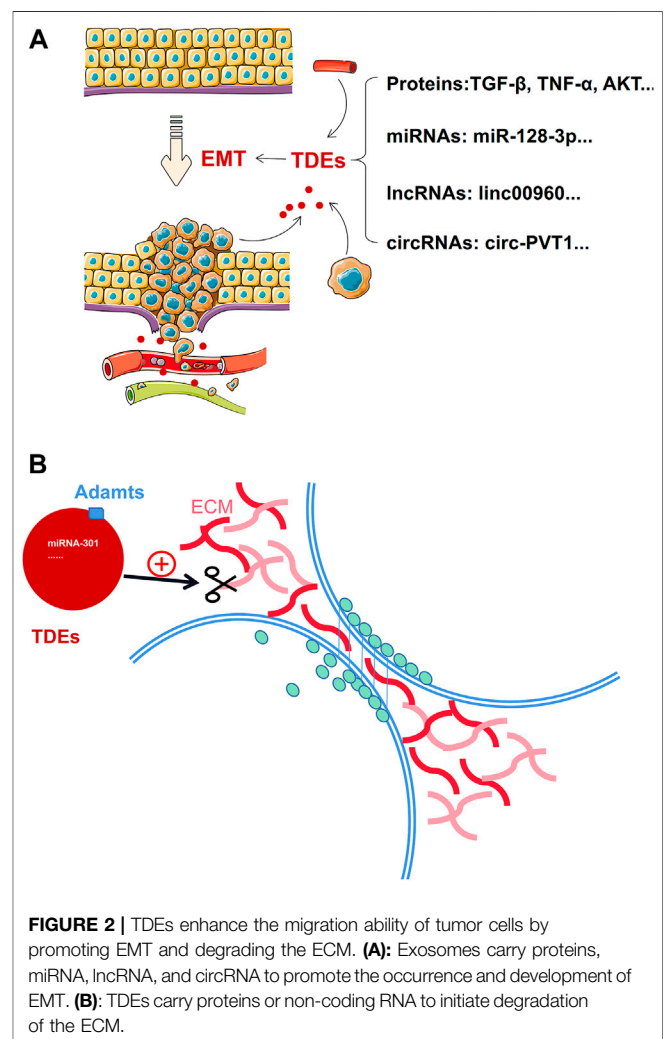 A
Proteins:TGF-β, TNF-α, AKT...
miRNAs: miR-128-3p...
EMT
TDEs
lncRNAs: linc00960...
circRNAs: circ-PVT1...
B
Adamts
ECM
miRNA-301
......
TDEs
FIGURE 2 | TDEs enhance the migration ability of tumor cells by
promoting EMT and degrading the ECM. (A): Exosomes carry proteins,
miRNA, lncRNA, and circRNA to promote the occurrence and development of
EMT. (B): TDEs carry proteins or non-coding RNA to initiate degradation
of the ECM.